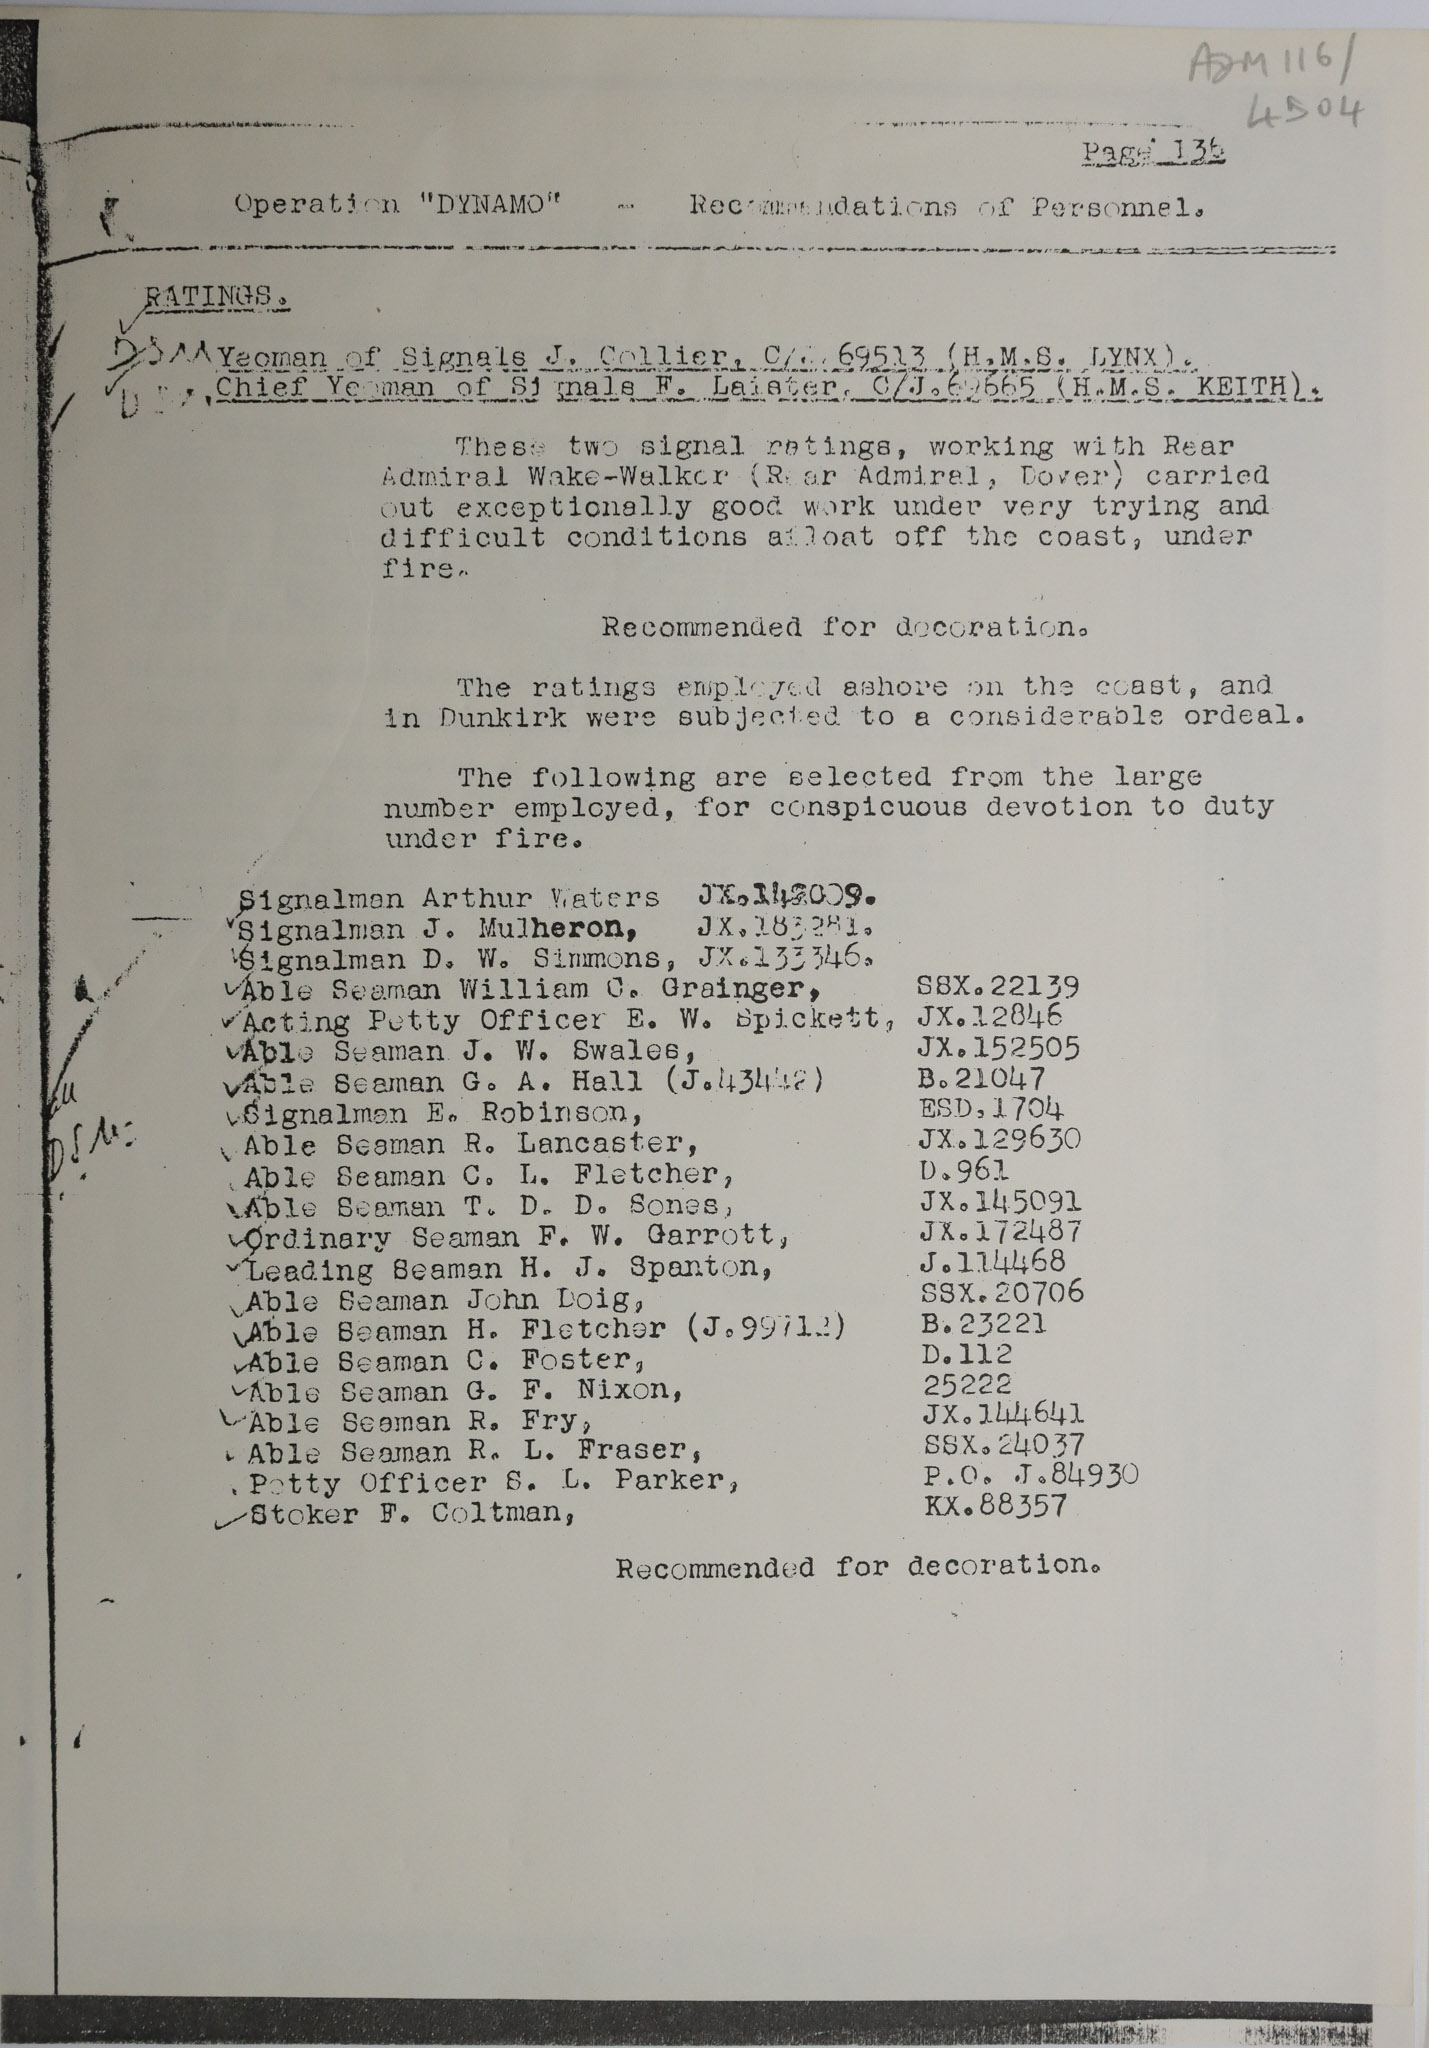 ADM 116/
4504
Page 136
Operation "DYNAMO" - Recommendations of Personnel.
RATINGS.
DSM Yeoman of Signals J. Collier, C/J.69513 (H.M.S. LYNX).
DSM. Chief Yeoman of Signals F. Laister, C/J.69665 (H.M.S. KEITH).
These two signal ratings, working with Rear
Admiral Wake-Walker (Rear Admiral, Dover) carried
out exceptionally good work under very trying and
difficult conditions afloat off the coast, under
fire.
Recommended for decoration.
The ratings employed ashore on the coast, and
in Dunkirk were subjected to a considerable ordeal.
The following are selected from the large
number employed, for conspicuous devotion to duty
under fire.
Signalman Arthur Waters
Signalman J. Mulheron, JX.183281.
Signalman D. W. Simmons, JX.133346.
Able Seaman William C. Grainger, SSX.22139
Acting Petty Officer E. W. Spickett, JX.12846
Able Seaman J. W. Swales, JX.152505
Able Seaman G. A. Hall B.21047
Signalman E. Robinson, ESD.1704
DSM.
Able Seaman R. Lancaster, JX.129630
Able Seaman C. L. Fletcher, D.961
Able Seaman T. D. D. Sones, JX.145091
Ordinary Seaman F. W. Garrott, JX.172487
Leading Seaman H. J. Spanton, J.114468
Able Seaman John Doig, SSX.20706
Able Seaman H. Fletcher (J.99712) B.23221
Able Seaman C. Foster, D.112
Able Seaman G. F. Nixon, 25222
Able Seaman R. Fry, JX.144641
Able Seaman R. L. Fraser, SSX.24037
Petty Officer S. L. Parker, P.O. J.84930
Stoker F. Coltman, KX.88357
Recommended for decoration.